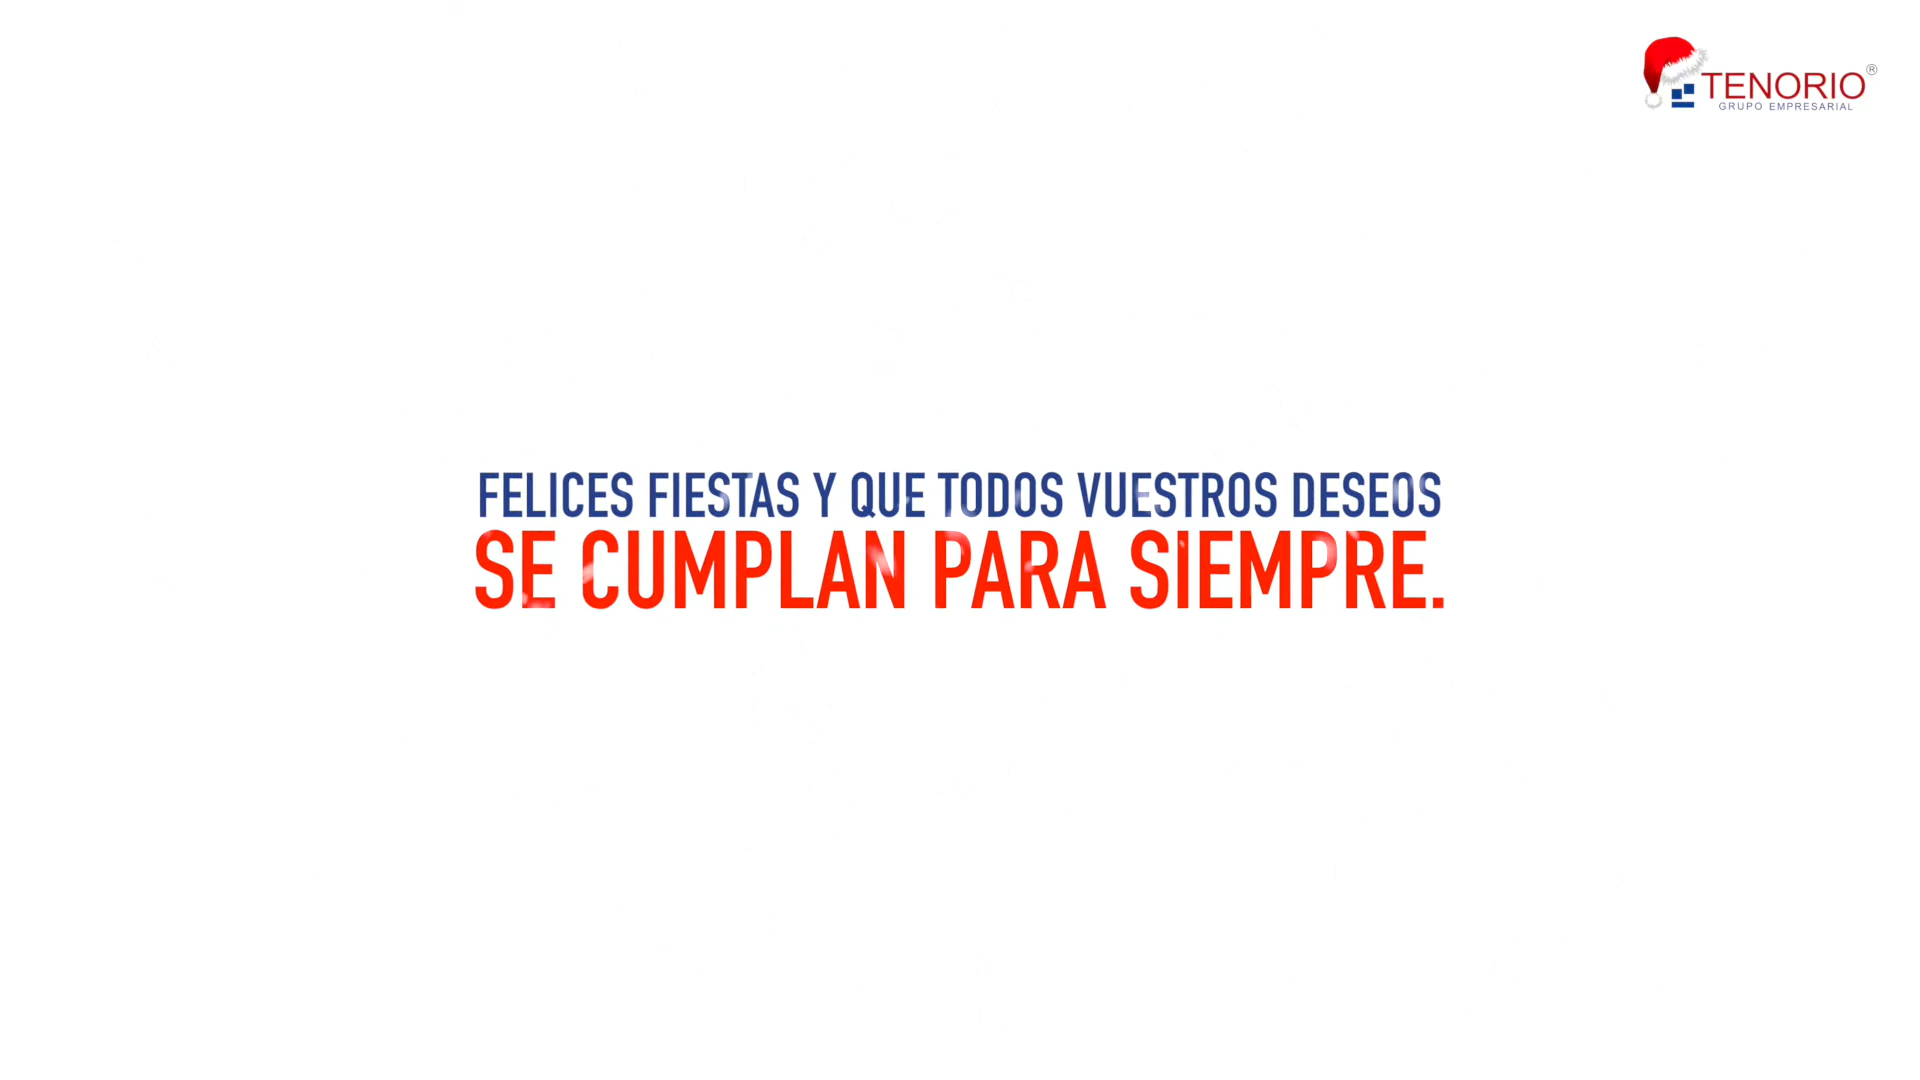 TENORIO®
GRUPO EMPRESARIAL
FELICES FIESTAS Y QUE TODOS VUESTROS DESEOS
SE CUMPLAN PARA SIEMPRE.